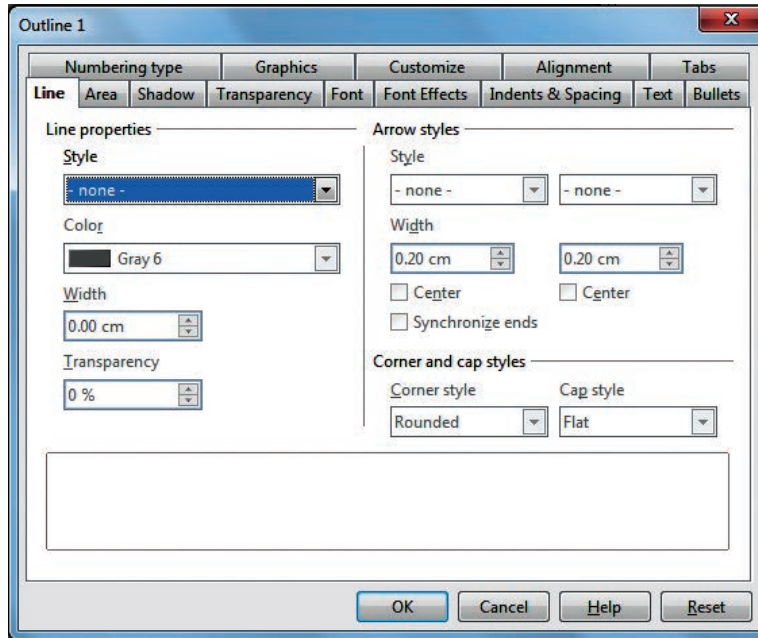 Outline 1
Numbering type Graphics Customize Alignment Tabs
Line Area Shadow Transparency Font Font Effects Indents & Spacing Text Bullets
Line properties
Style
- none -
Color
Gray 6
Width
0.00 cm
Transparency
0 %
Arrow styles
Style
- none - - none -
Width
0.20 cm 0.20 cm
Center Center
Synchronize ends
Corner and cap styles
Corner style Cap style
Rounded Flat
OK Cancel Help Reset